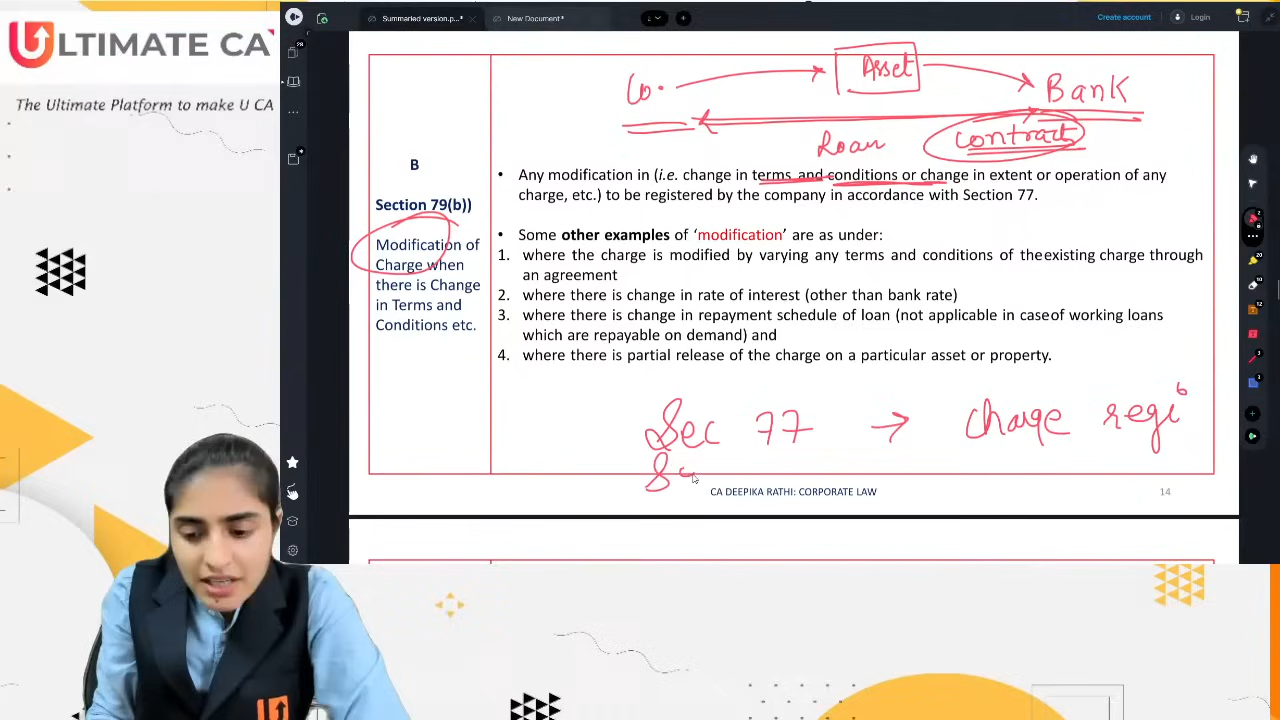 ULTIMATE CA
The Ultimate Platform to make U CA
Summaried version.p...*
New Document*
2
Create account
Login
B
Section 79(b))
Modification of
Charge when
there is Change
in Terms and
Conditions etc.
Co.
Asset
Bank
Loan
Contract
• Any modification in (i.e. change in terms and conditions or change in extent or operation of any
charge, etc.) to be registered by the company in accordance with Section 77.
• Some other examples of ‘modification’ are as under:
1. where the charge is modified by varying any terms and conditions of theexisting charge through
an agreement
2. where there is change in rate of interest (other than bank rate)
3. where there is change in repayment schedule of loan (not applicable in caseof working loans
which are repayable on demand) and
4. where there is partial release of the charge on a particular asset or property.
Sec 77 → charge regi
CA DEEPIKA RATHI: CORPORATE LAW
14